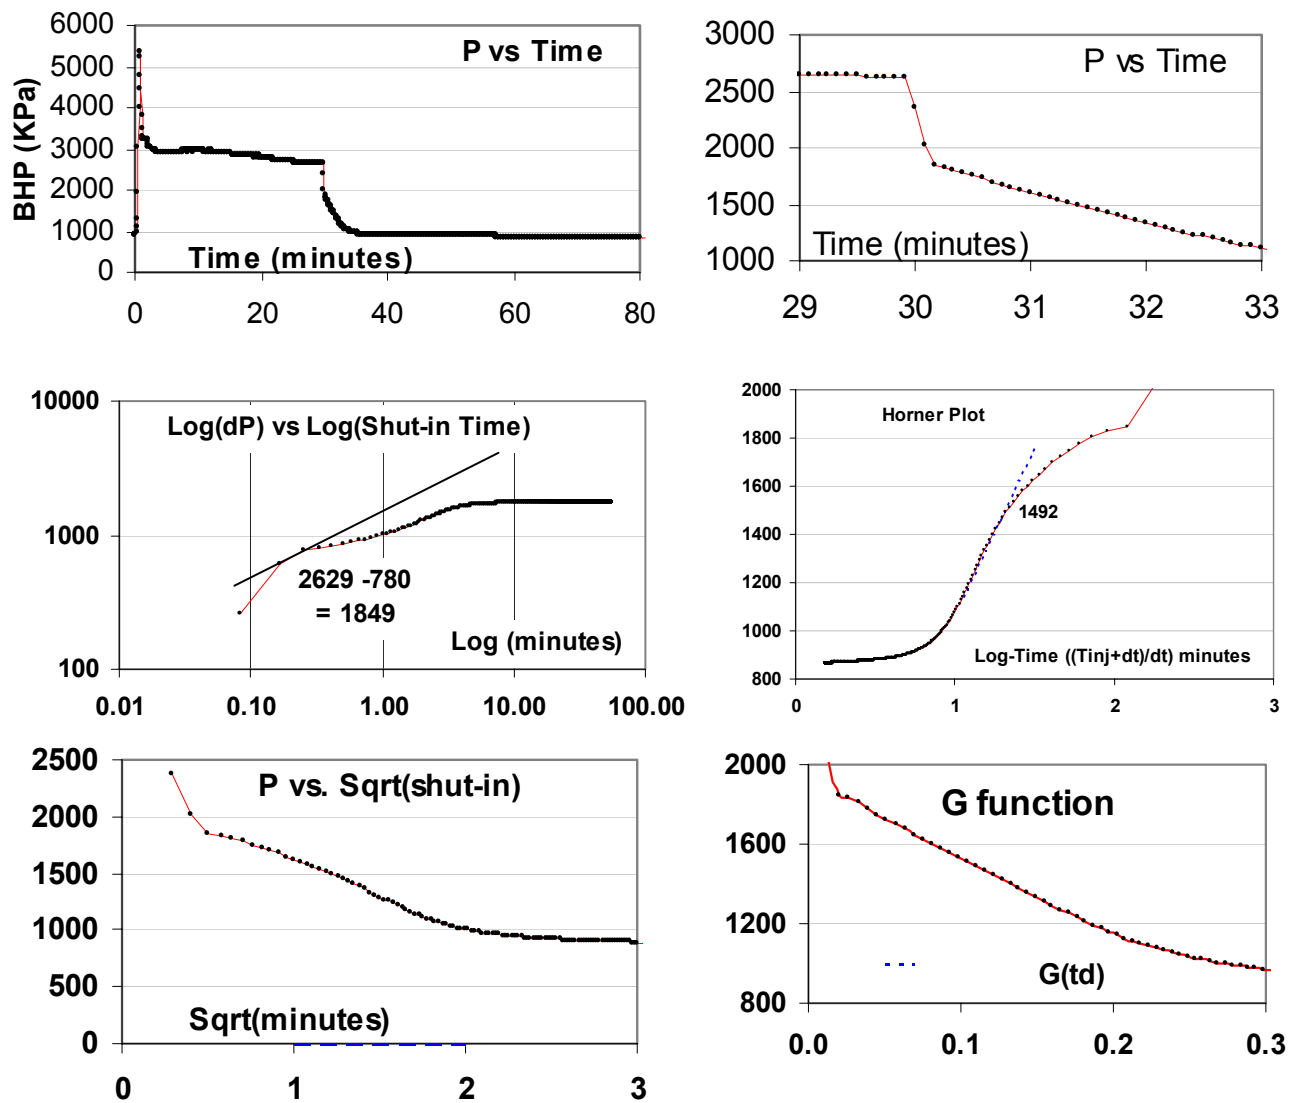 6000
5000
4000
3000
2000
1000
0
BHP (KPa)
P vs Time
Time (minutes)
0 20 40 60 80
3000
2500
2000
1500
1000
P vs Time
Time (minutes)
29 30 31 32 33
10000
1000
100
Log(dP) vs Log(Shut-in Time)
2629 -780
= 1849
Log (minutes)
0.01 0.10 1.00 10.00 100.00
2000
1800
1600
1400
1200
1000
800
Horner Plot
1492
Log-Time ((Tinj+dt)/dt) minutes
0 1 2 3
2500
2000
1500
1000
500
0
P vs. Sqrt(shut-in)
Sqrt(minutes)
0 1 2 3
2000
1600
1200
800
G function
G(td)
0.0 0.1 0.2 0.3